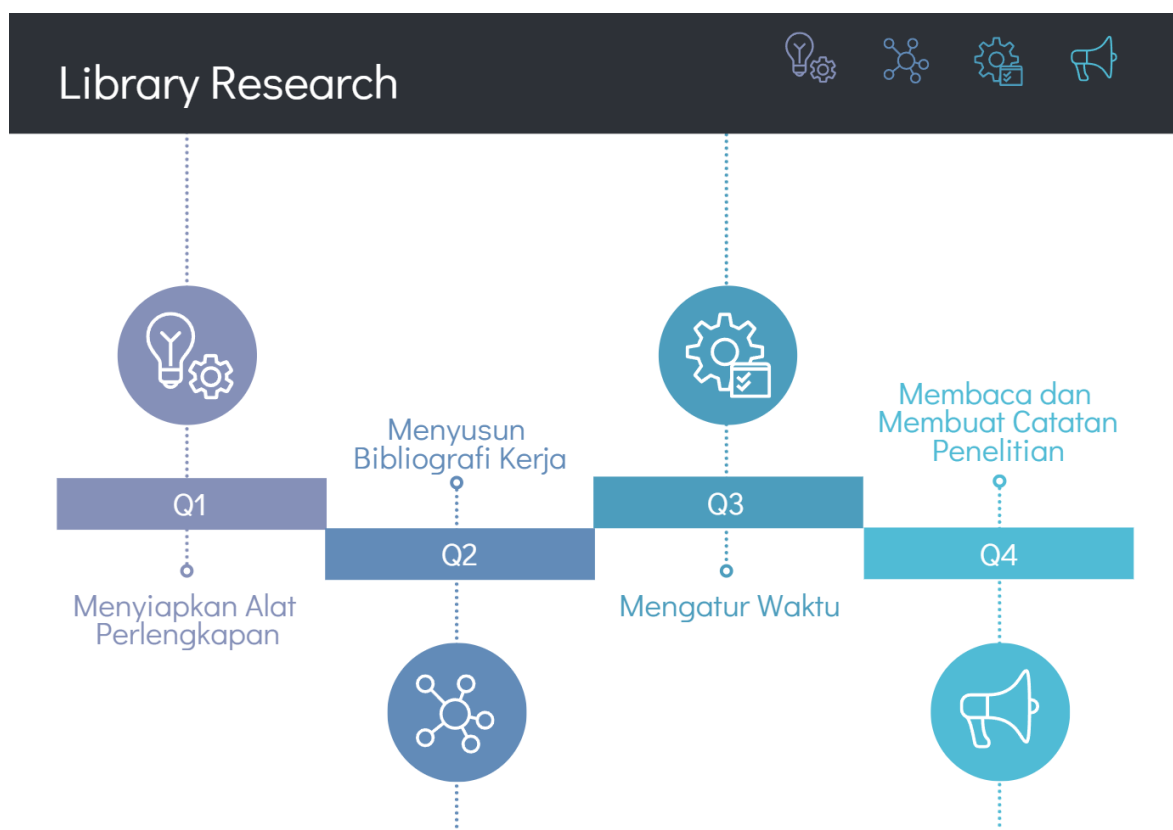 Library Research
Q1
Menyiapkan Alat
Perlengkapan
Menyusun
Bibliografi Kerja
Q2
Q3
Mengatur Waktu
Membaca dan
Membuat Catatan
Penelitian
Q4